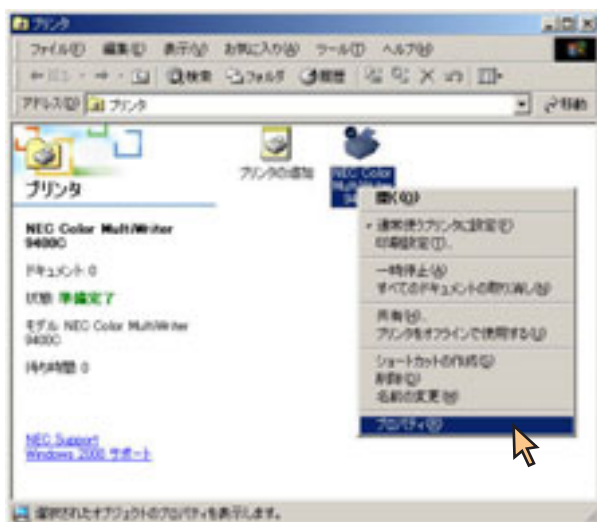 プリンタ
ファイル(F) 編集(E) 表示(V) お気に入り(A) ツール(T) ヘルプ(H)
検索 フォルダ 履歴
アドレス(D) プリンタ 移動
プリンタ
プリンタの追加
NEC Color
NEC Color MultiWriter
9400C
ドキュメント: 0
状態: 準備完了
モデル: NEC Color MultiWriter
9400C
待ち時間: 0
NEC Support
Windows 2000 サポート
開く(O)
通常使うプリンタに設定(F)
印刷設定(I)...
一時停止(A)
すべてのドキュメントの取り消し(L)
共有(H)...
プリンタをオフラインで使用する(U)
ショートカットの作成(S)
削除(D)
名前の変更(M)
プロパティ(R)
選択されたオブジェクトのプロパティを表示します。